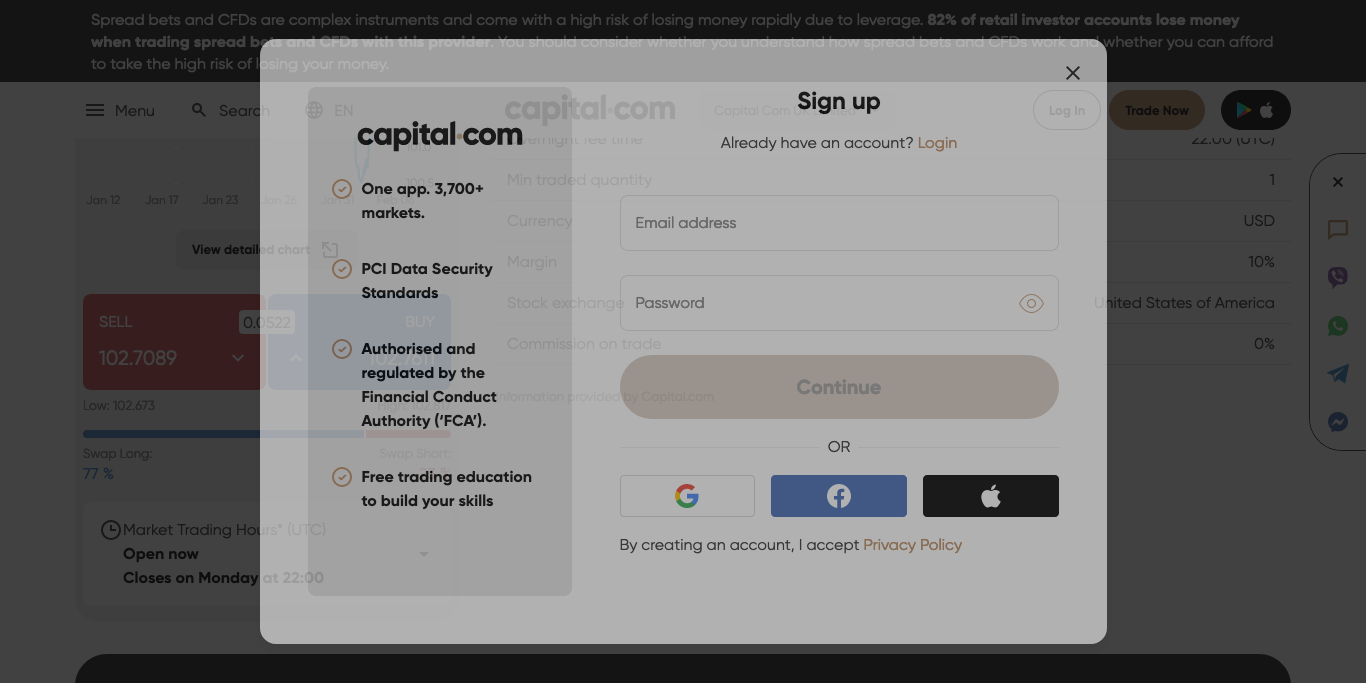 Spread bets and CFDs are complex instruments and come with a high risk of losing money rapidly due to leverage. 82% of retail investor accounts lose money
when trading spread bets and CFDs with this provider. You should consider whether you understand how spread bets and CFDs work and whether you can afford
to take the high risk of losing your money.
Menu
Search
EN
capital.com
Capital Com
Log In
Trade Now
Sign up
Already have an account? Login
capital.com
One app. 3,700+
markets.
PCI Data Security
Standards
Authorised and
regulated by the
Financial Conduct
Authority (‘FCA’).
Free trading education
to build your skills
Email address
Password
Continue
OR
By creating an account, I accept Privacy Policy
Jan 12
Jan 17
Jan 23
Jan 26
View detailed chart
SELL
102.7089
0.0522
BUY
Low: 102.673
Swap Long:
77 %
Swap Short:
Market Trading Hours* (UTC)
Open now
Closes on Monday at 22:00
Overnight fee time
22:00 (UTC)
Min traded quantity
1
Currency
USD
Margin
10%
Stock exchange
United States of America
Commission on trade
0%
Information provided by Capital.com